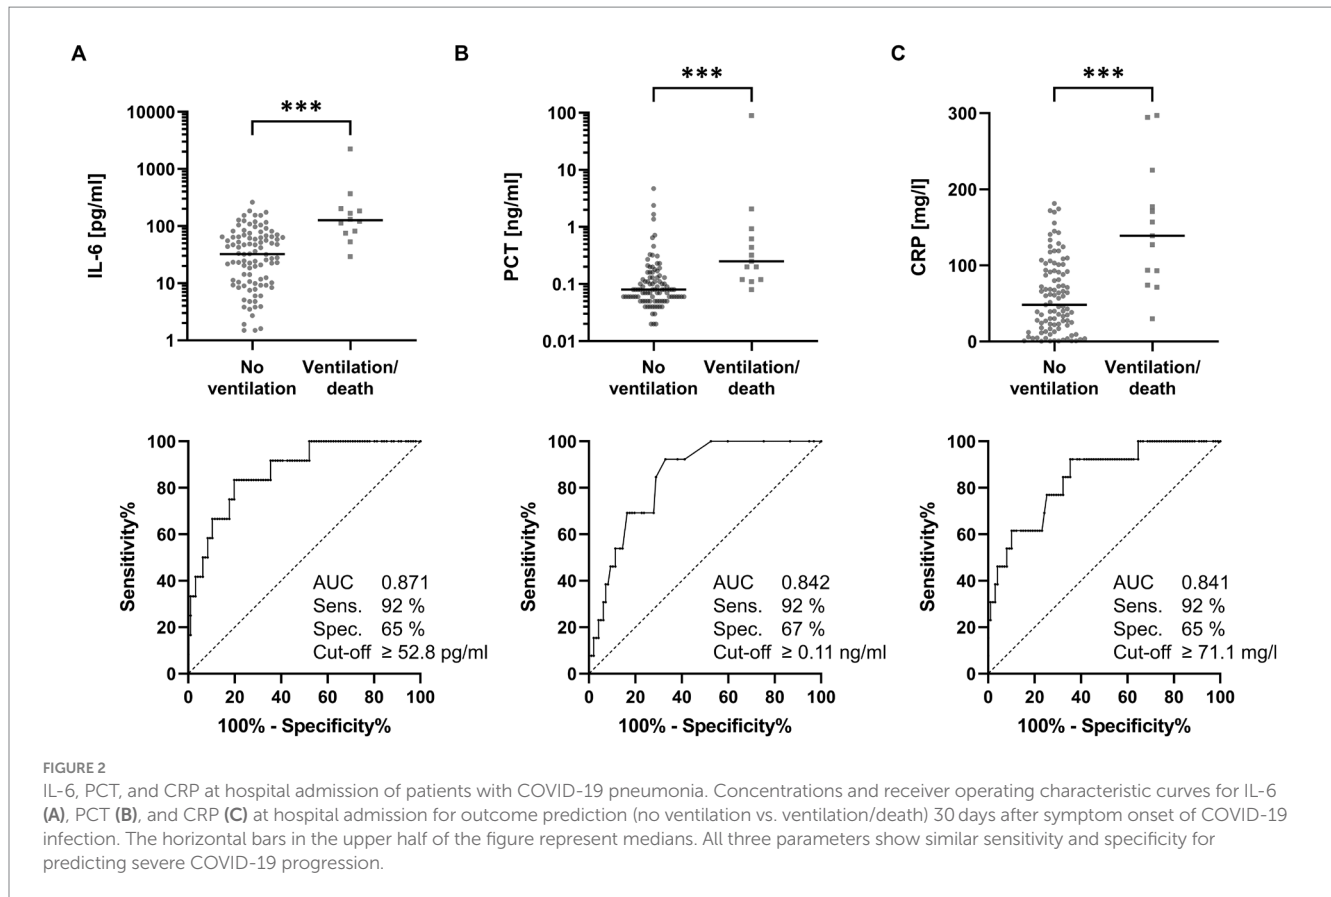 A
***
IL-6 [pg/ml]
10000
1000
100
10
1
No
ventilation
Ventilation/
death
B
***
PCT [ng/ml]
100
10
1
0.1
0.01
No
ventilation
Ventilation/
death
C
***
CRP [mg/l]
300
200
100
0
No
ventilation
Ventilation/
death
Sensitivity%
100
80
60
40
20
0
AUC 0.871
Sens. 92 %
Spec. 65 %
Cut-off ≥ 52.8 pg/ml
0 20 40 60 80 100
100% - Specificity%
Sensitivity%
100
80
60
40
20
0
AUC 0.842
Sens. 92 %
Spec. 67 %
Cut-off ≥ 0.11 ng/ml
0 20 40 60 80 100
100% - Specificity%
Sensitivity%
100
80
60
40
20
0
AUC 0.841
Sens. 92 %
Spec. 65 %
Cut-off ≥ 71.1 mg/l
0 20 40 60 80 100
100% - Specificity%
FIGURE 2
IL-6, PCT, and CRP at hospital admission of patients with COVID-19 pneumonia. Concentrations and receiver operating characteristic curves for IL-6
(A), PCT (B), and CRP (C) at hospital admission for outcome prediction (no ventilation vs. ventilation/death) 30 days after symptom onset of COVID-19
infection. The horizontal bars in the upper half of the figure represent medians. All three parameters show similar sensitivity and specificity for
predicting severe COVID-19 progression.